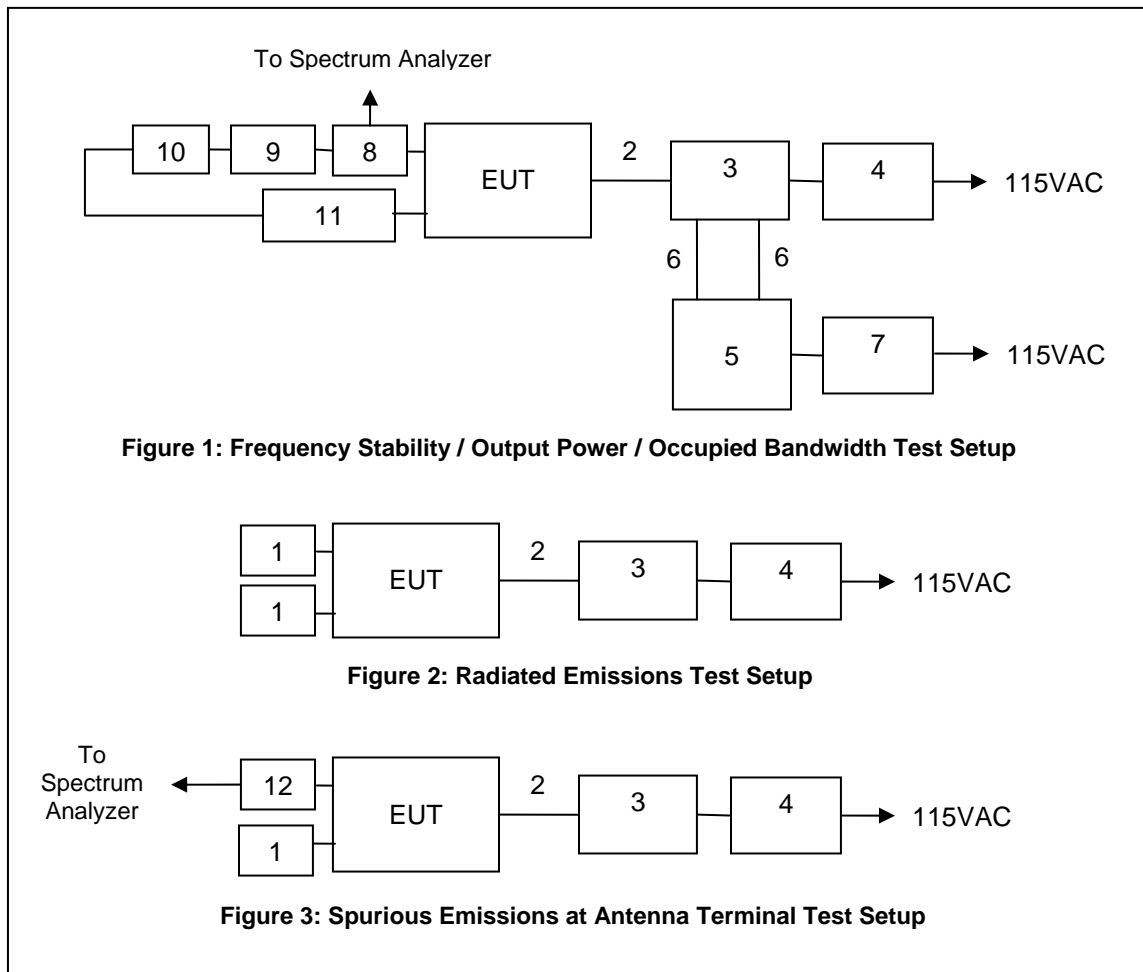 To Spectrum Analyzer
10
9
8
EUT
2
3
4
115VAC
11
6
6
5
7
115VAC
Figure 1: Frequency Stability / Output Power / Occupied Bandwidth Test Setup
1
EUT
2
3
4
115VAC
1
Figure 2: Radiated Emissions Test Setup
To
Spectrum
Analyzer
12
EUT
2
3
4
115VAC
1
Figure 3: Spurious Emissions at Antenna Terminal Test Setup